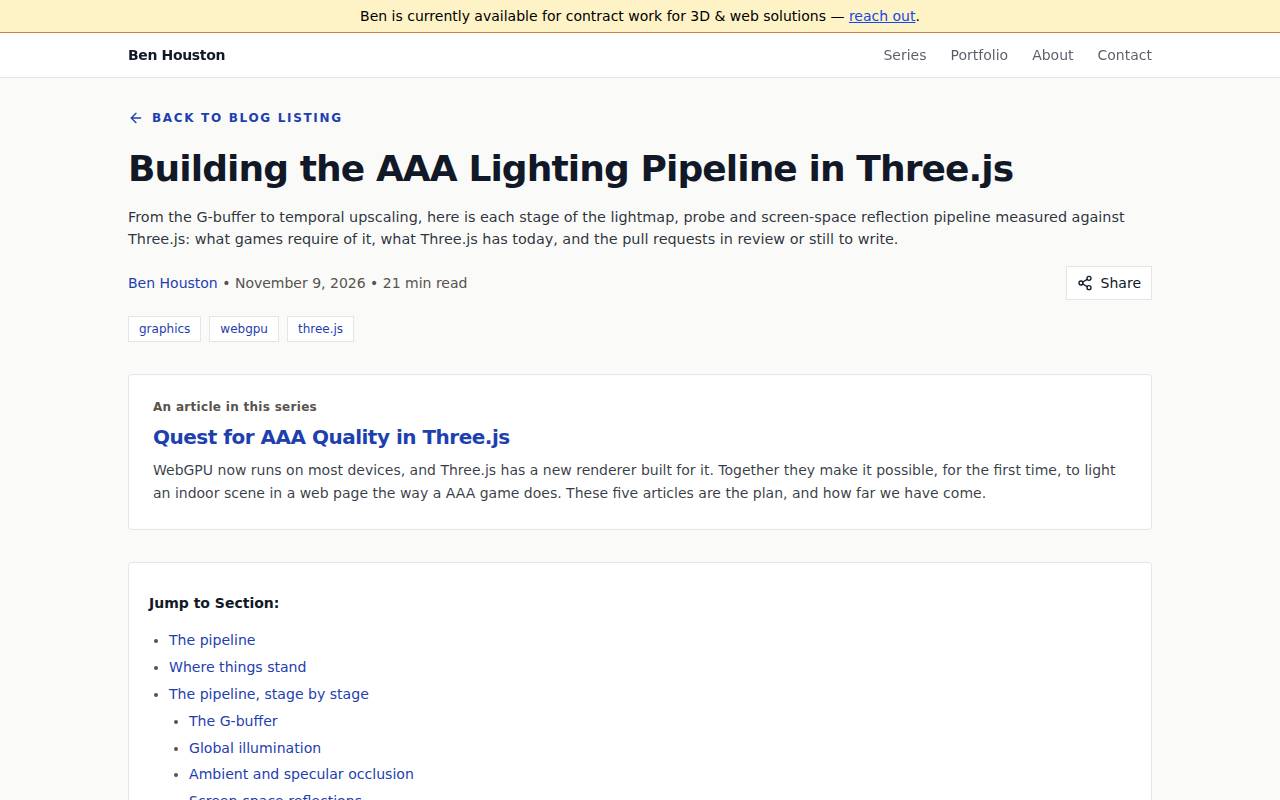 Ben is currently available for contract work for 3D & web solutions — reach out.
Ben Houston
Series Portfolio About Contact
BACK TO BLOG LISTING
Building the AAA Lighting Pipeline in Three.js
From the G-buffer to temporal upscaling, here is each stage of the lightmap, probe and screen-space reflection pipeline measured against
Three.js: what games require of it, what Three.js has today, and the pull requests in review or still to write.
Ben Houston • November 9, 2026 • 21 min read
Share
graphics webgpu three.js
An article in this series
Quest for AAA Quality in Three.js
WebGPU now runs on most devices, and Three.js has a new renderer built for it. Together they make it possible, for the first time, to light
an indoor scene in a web page the way a AAA game does. These five articles are the plan, and how far we have come.
Jump to Section:
• The pipeline
• Where things stand
• The pipeline, stage by stage
• The G-buffer
• Global illumination
• Ambient and specular occlusion
Screen-space reflections